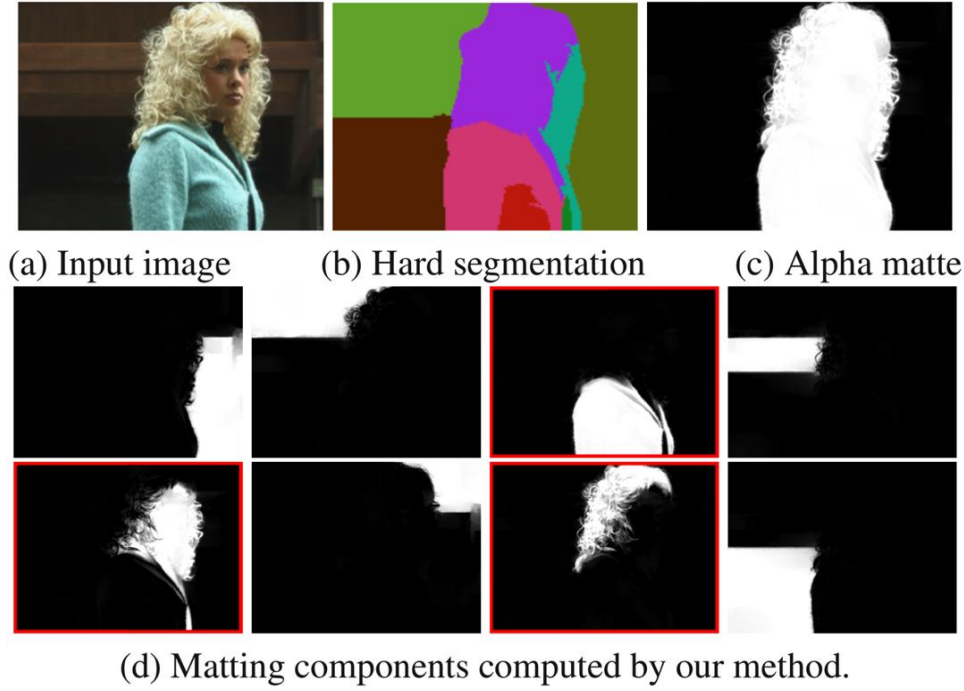 (a) Input image
(b) Hard segmentation
(c) Alpha matte
(d) Matting components computed by our method.